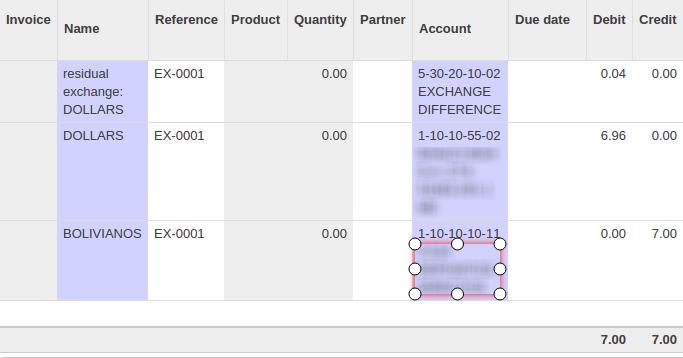 Invoice Name Reference Product Quantity Partner Account Due date Debit Credit
residual exchange: DOLLARS EX-0001 0.00 5-30-20-10-02 EXCHANGE DIFFERENCE 0.04 0.00
DOLLARS EX-0001 0.00 1-10-10-55-02 6.96 0.00
BOLIVIANOS EX-0001 0.00 1-10-10-10-11 0.00 7.00
7.00 7.00